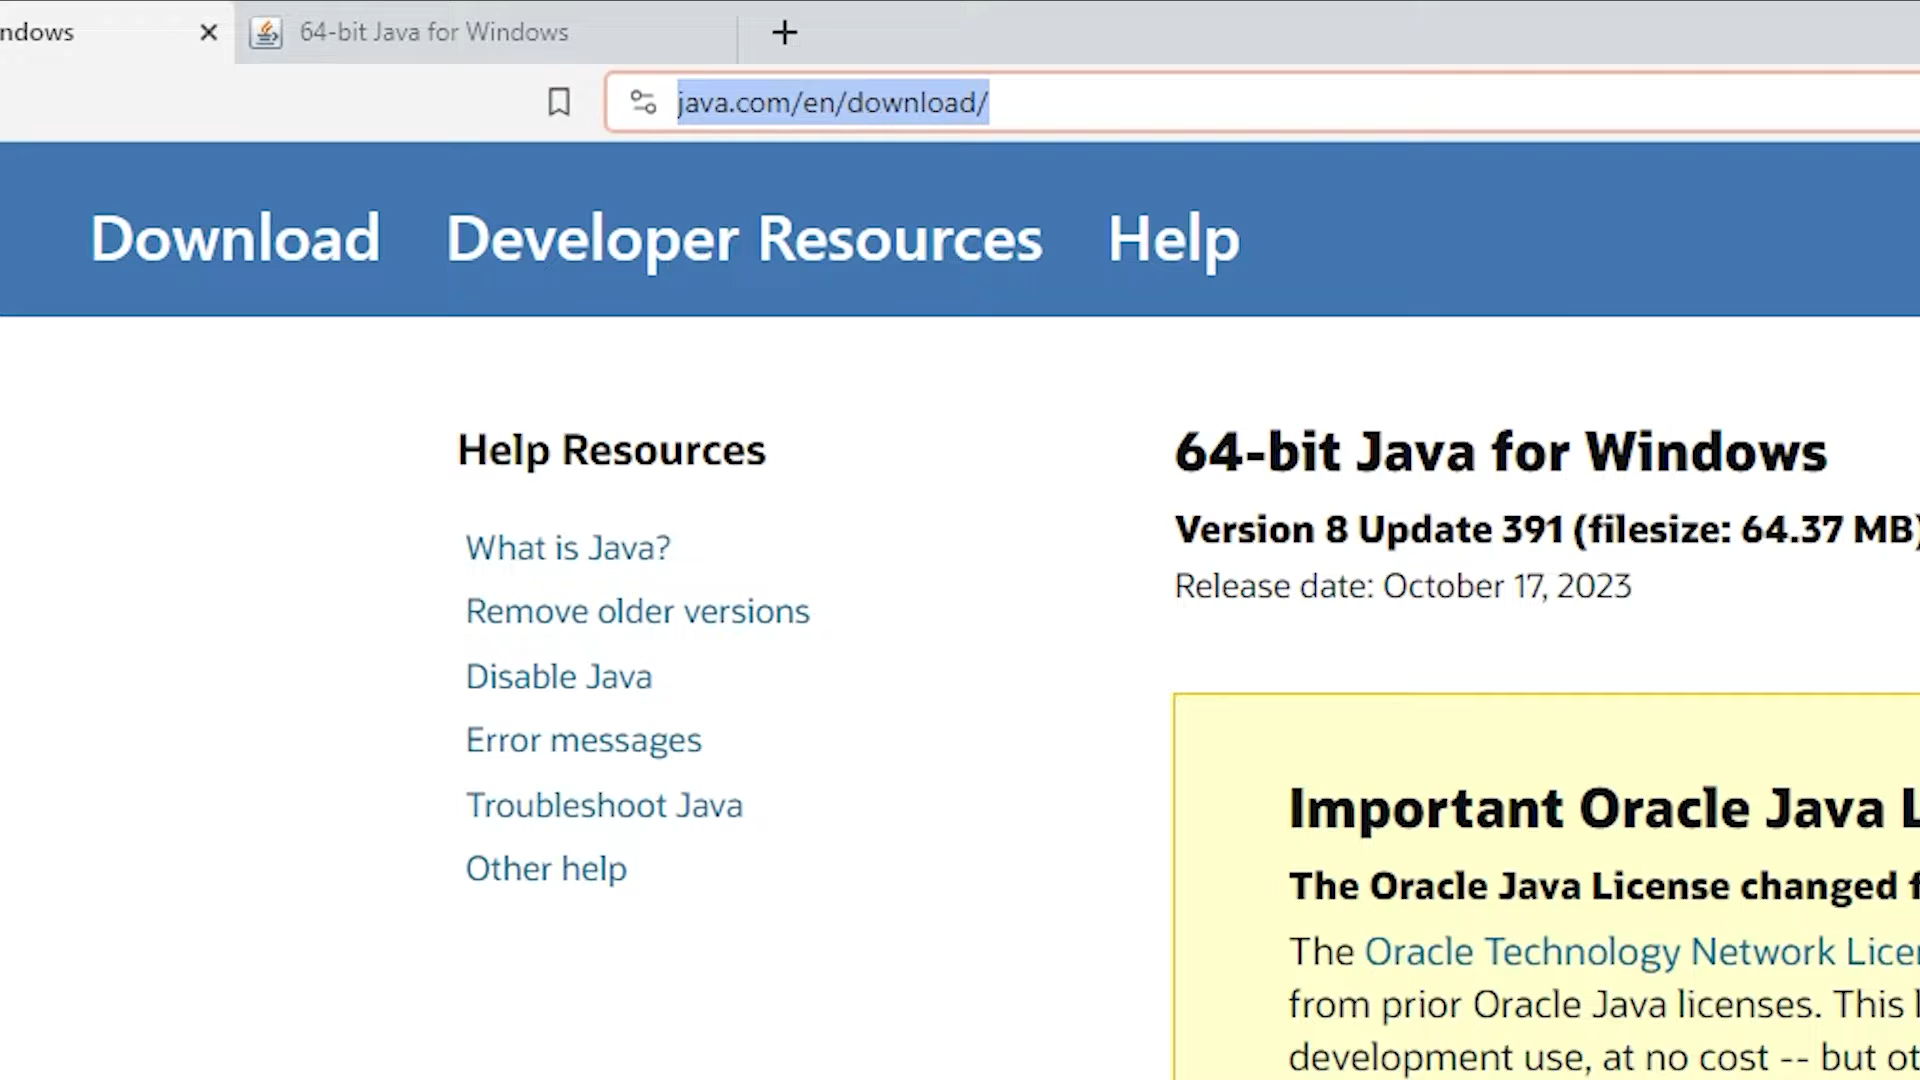 ndows
64-bit Java for Windows
java.com/en/download/
Download Developer Resources Help
Help Resources
What is Java?
Remove older versions
Disable Java
Error messages
Troubleshoot Java
Other help
64-bit Java for Windows
Version 8 Update 391 (filesize: 64.37 MB)
Release date: October 17, 2023
Important Oracle Java L
The Oracle Java License changed f
The Oracle Technology Network Licen
from prior Oracle Java licenses. This l
development use, at no cost -- but ot